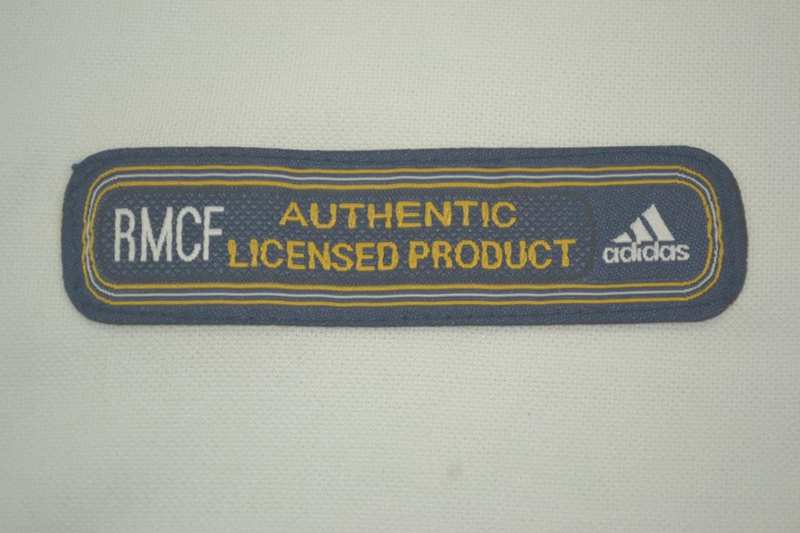 RMCF
AUTHENTIC
LICENSED PRODUCT
adidas